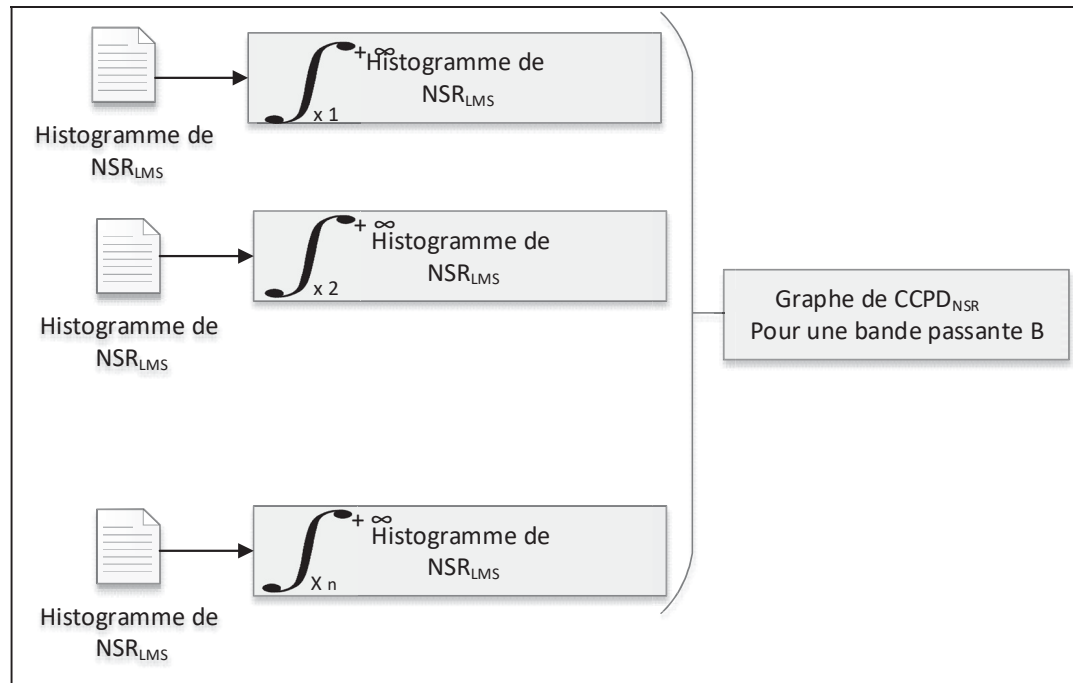 Histogramme de
NSRLMS
+ ∞
∫
x 1
Histogramme de
NSRLMS
Histogramme de
NSRLMS
+ ∞
∫
x 2
Histogramme de
NSRLMS
Histogramme de
NSRLMS
+ ∞
∫
X n
Histogramme de
NSRLMS
Graphe de CCPDNSR
Pour une bande passante B